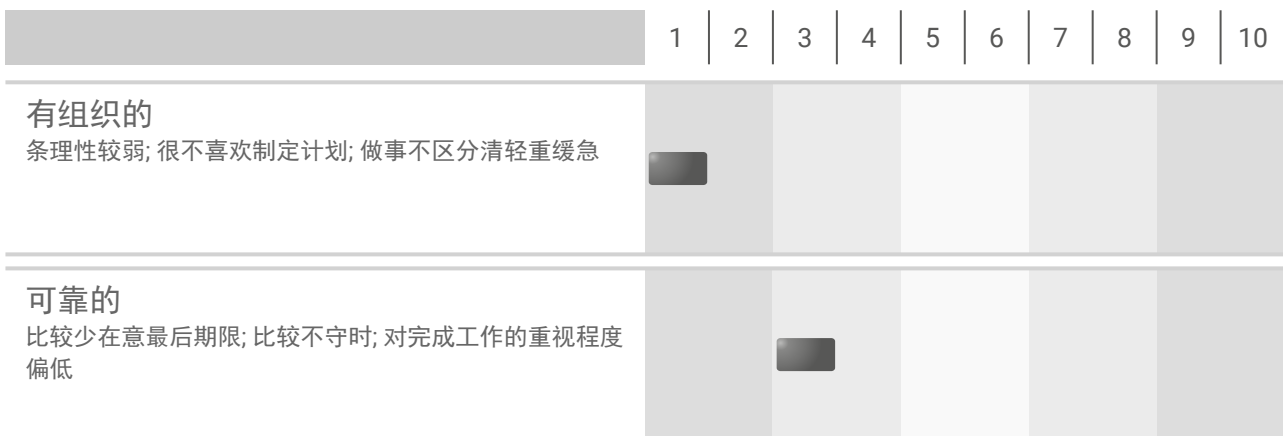 1 2 3 4 5 6 7 8 9 10
有组织的
条理性较弱; 很不喜欢制定计划; 做事不区分清轻重缓急
可靠的
比较少在意最后期限; 比较不守时; 对完成工作的重视程度
偏低